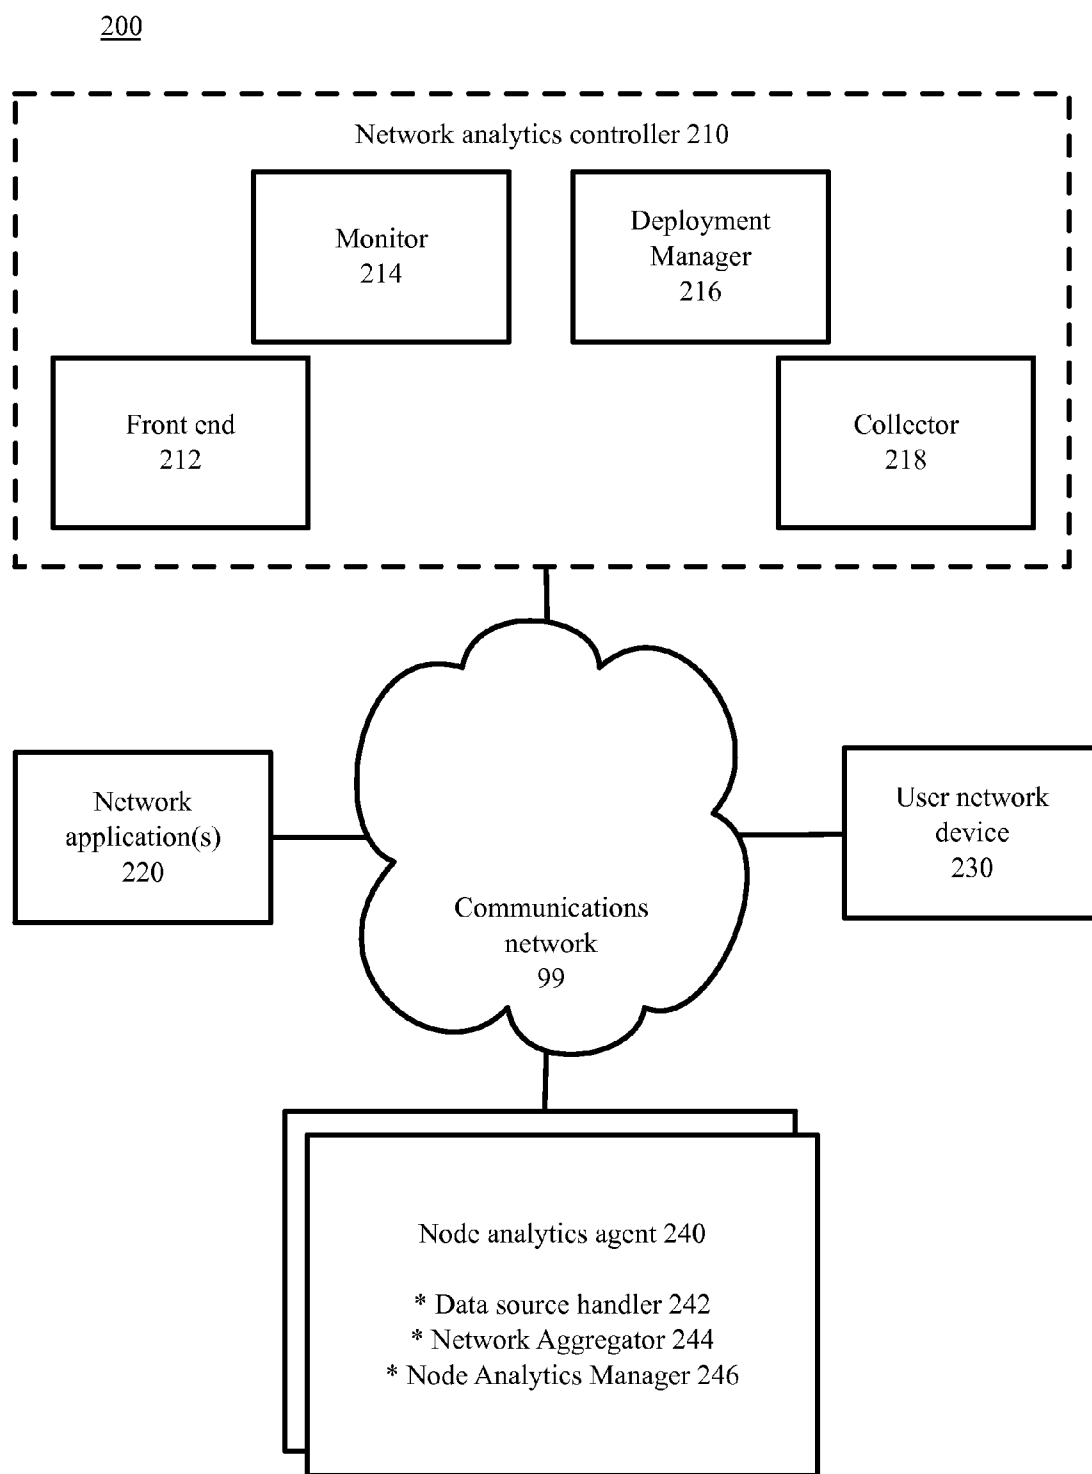 200
Network analytics controller 210
Monitor
214
Deployment
Manager
216
Front end
212
Collector
218
Network
application(s)
220
User network
device
230
Communications
network
99
Node analytics agent 240
* Data source handler 242
* Network Aggregator 244
* Node Analytics Manager 246